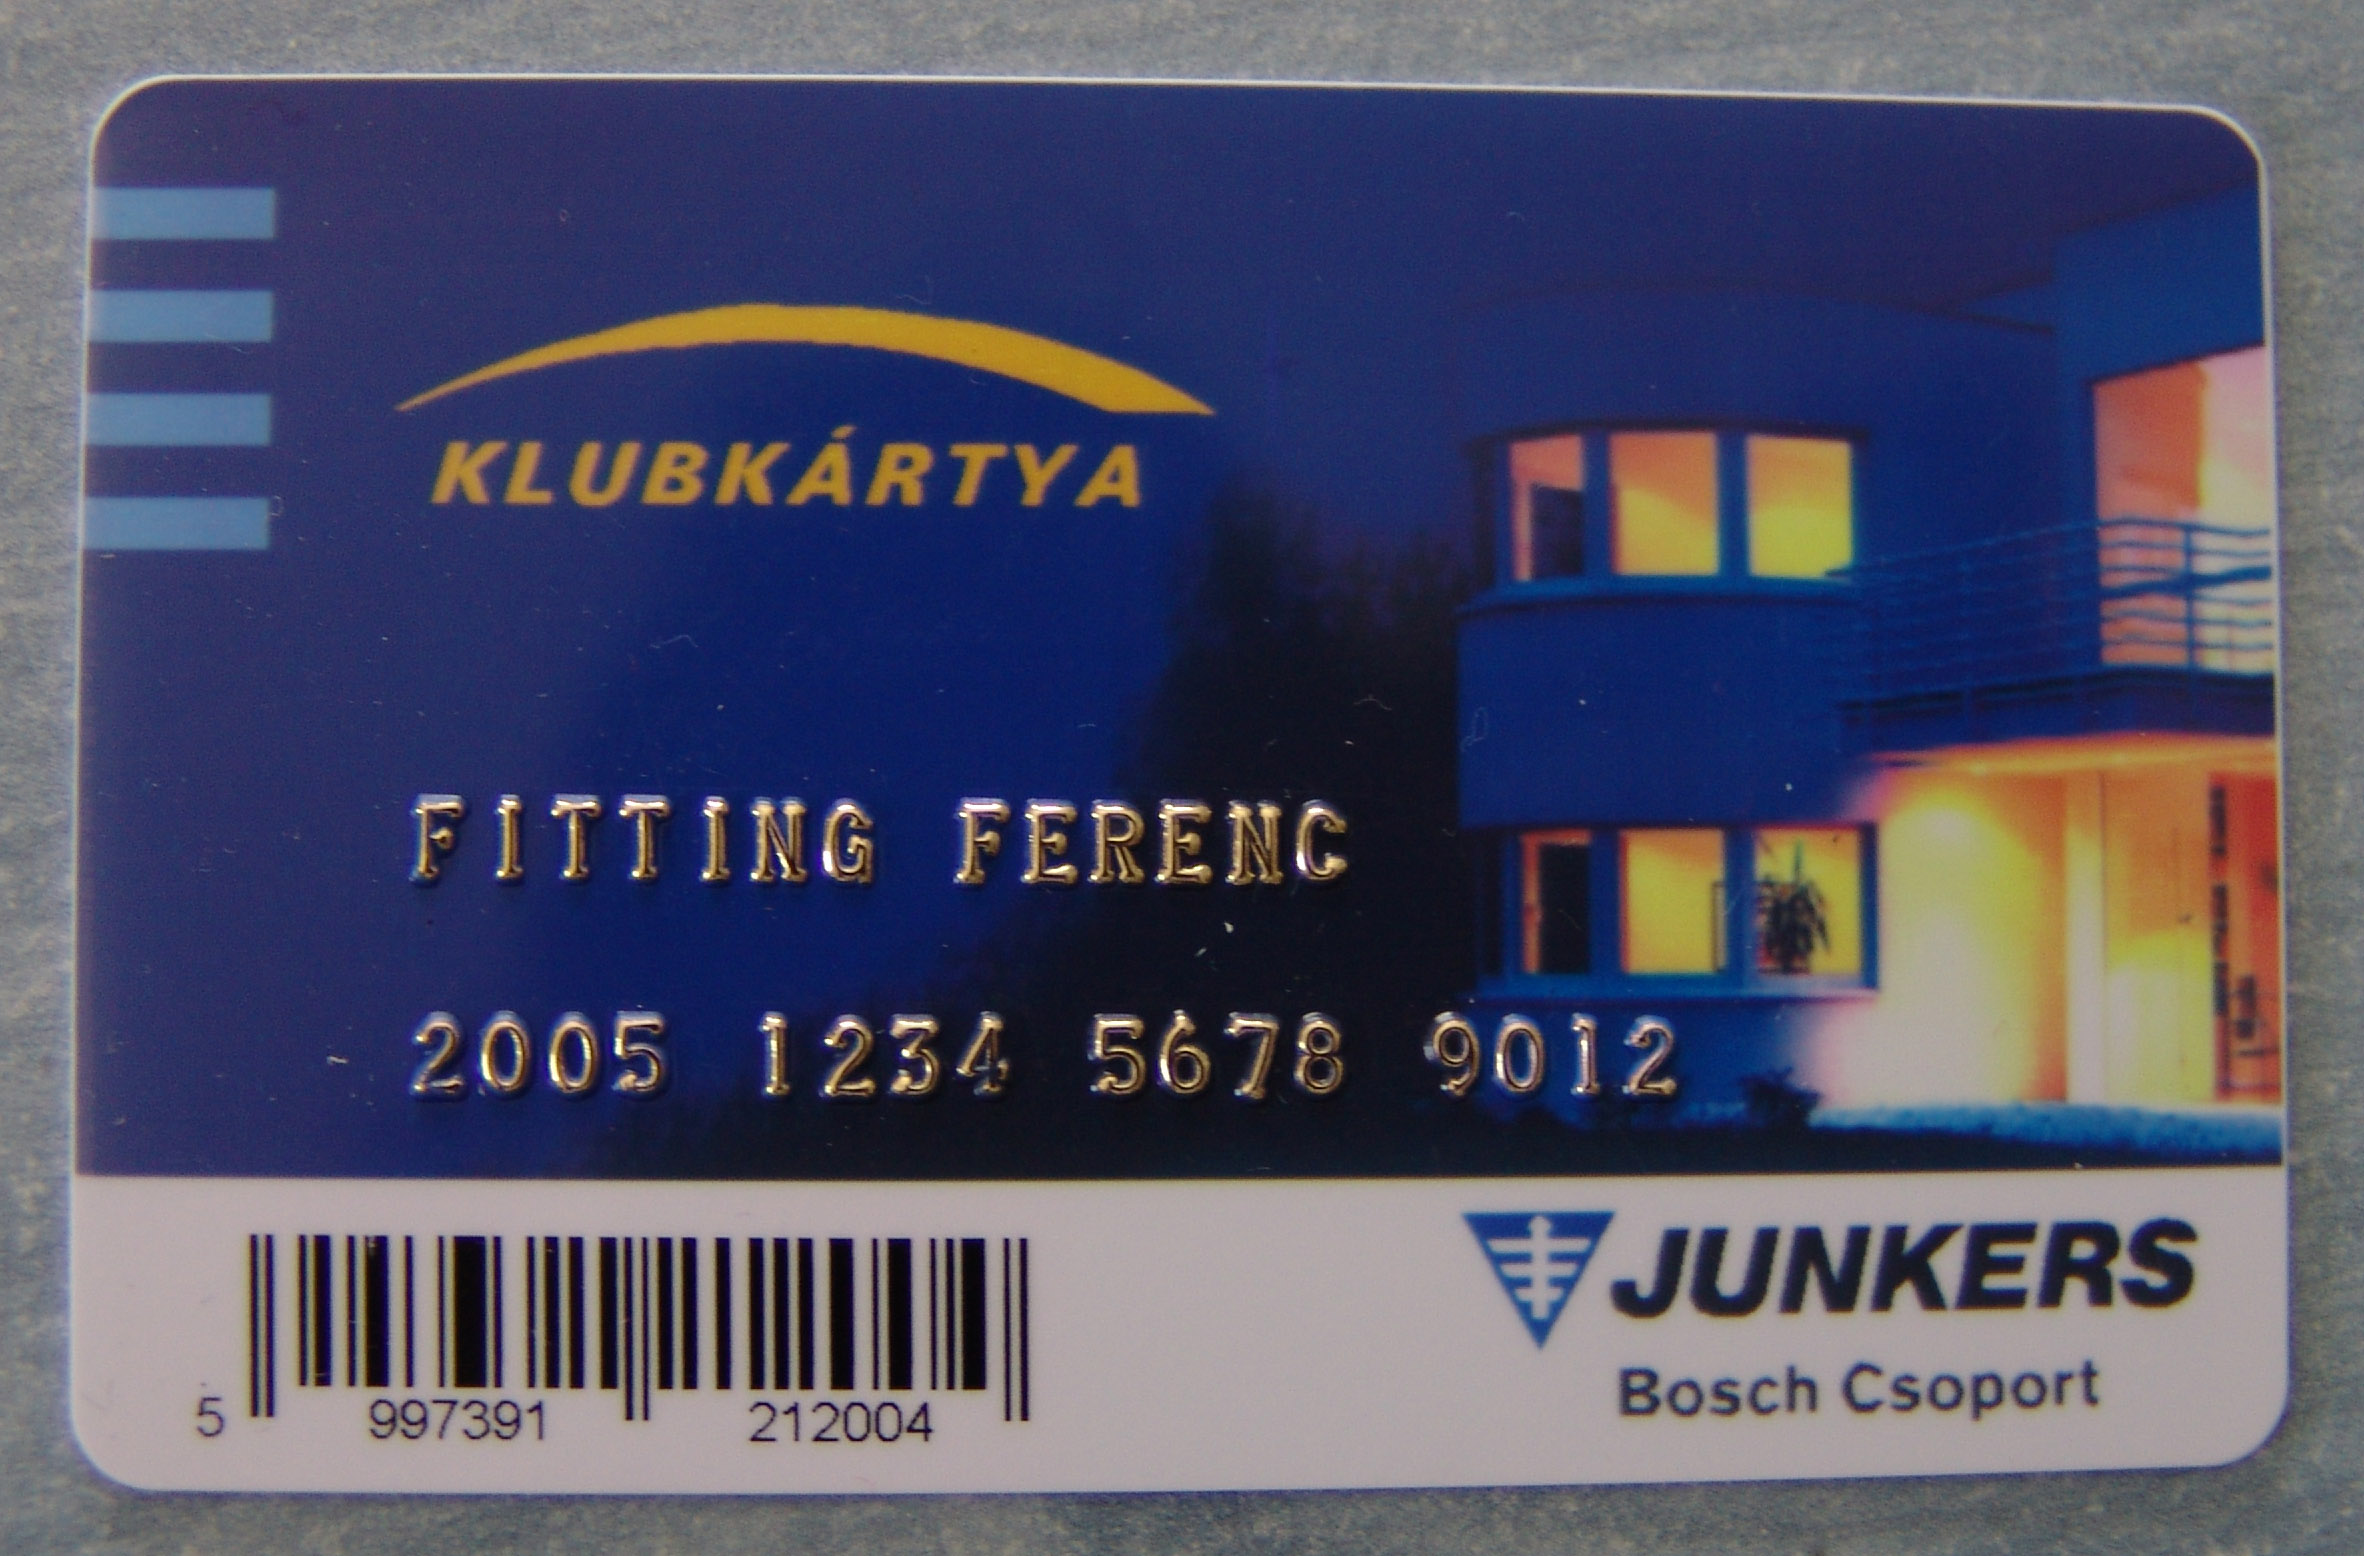 KLUBKÁRTYA
FITTING FERENC
2005 1234 5678 9012
5 997391 212004
JUNKERS
Bosch Csoport